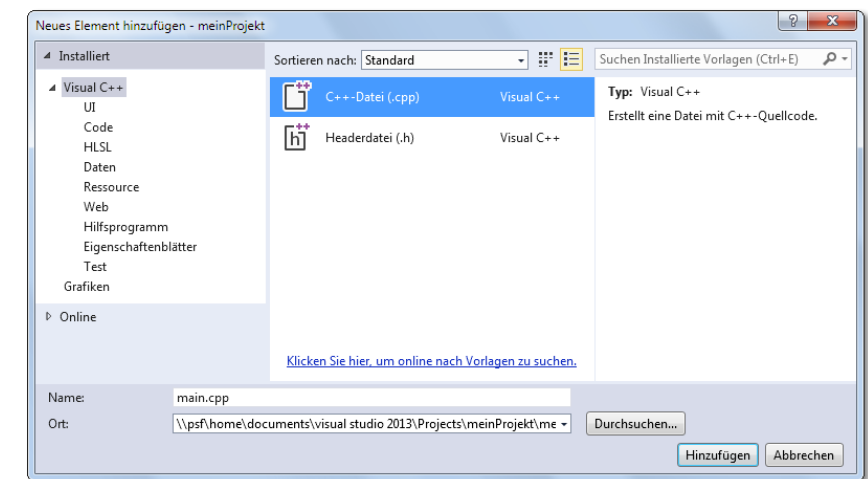 Neues Element hinzufügen - meinProjekt
Installiert
Visual C++
UI
Code
HLSL
Daten
Ressource
Web
Hilfsprogramm
Eigenschaftenblätter
Test
Grafiken
Online
Sortieren nach: Standard
C++-Datei (.cpp) Visual C++
Headerdatei (.h) Visual C++
Klicken Sie hier, um online nach Vorlagen zu suchen.
Suchen Installierte Vorlagen (Ctrl+E)
Typ: Visual C++
Erstellt eine Datei mit C++-Quellcode.
Name: main.cpp
Ort: \\psf\home\documents\visual studio 2013\Projects\meinProjekt\me
Durchsuchen...
Hinzufügen Abbrechen